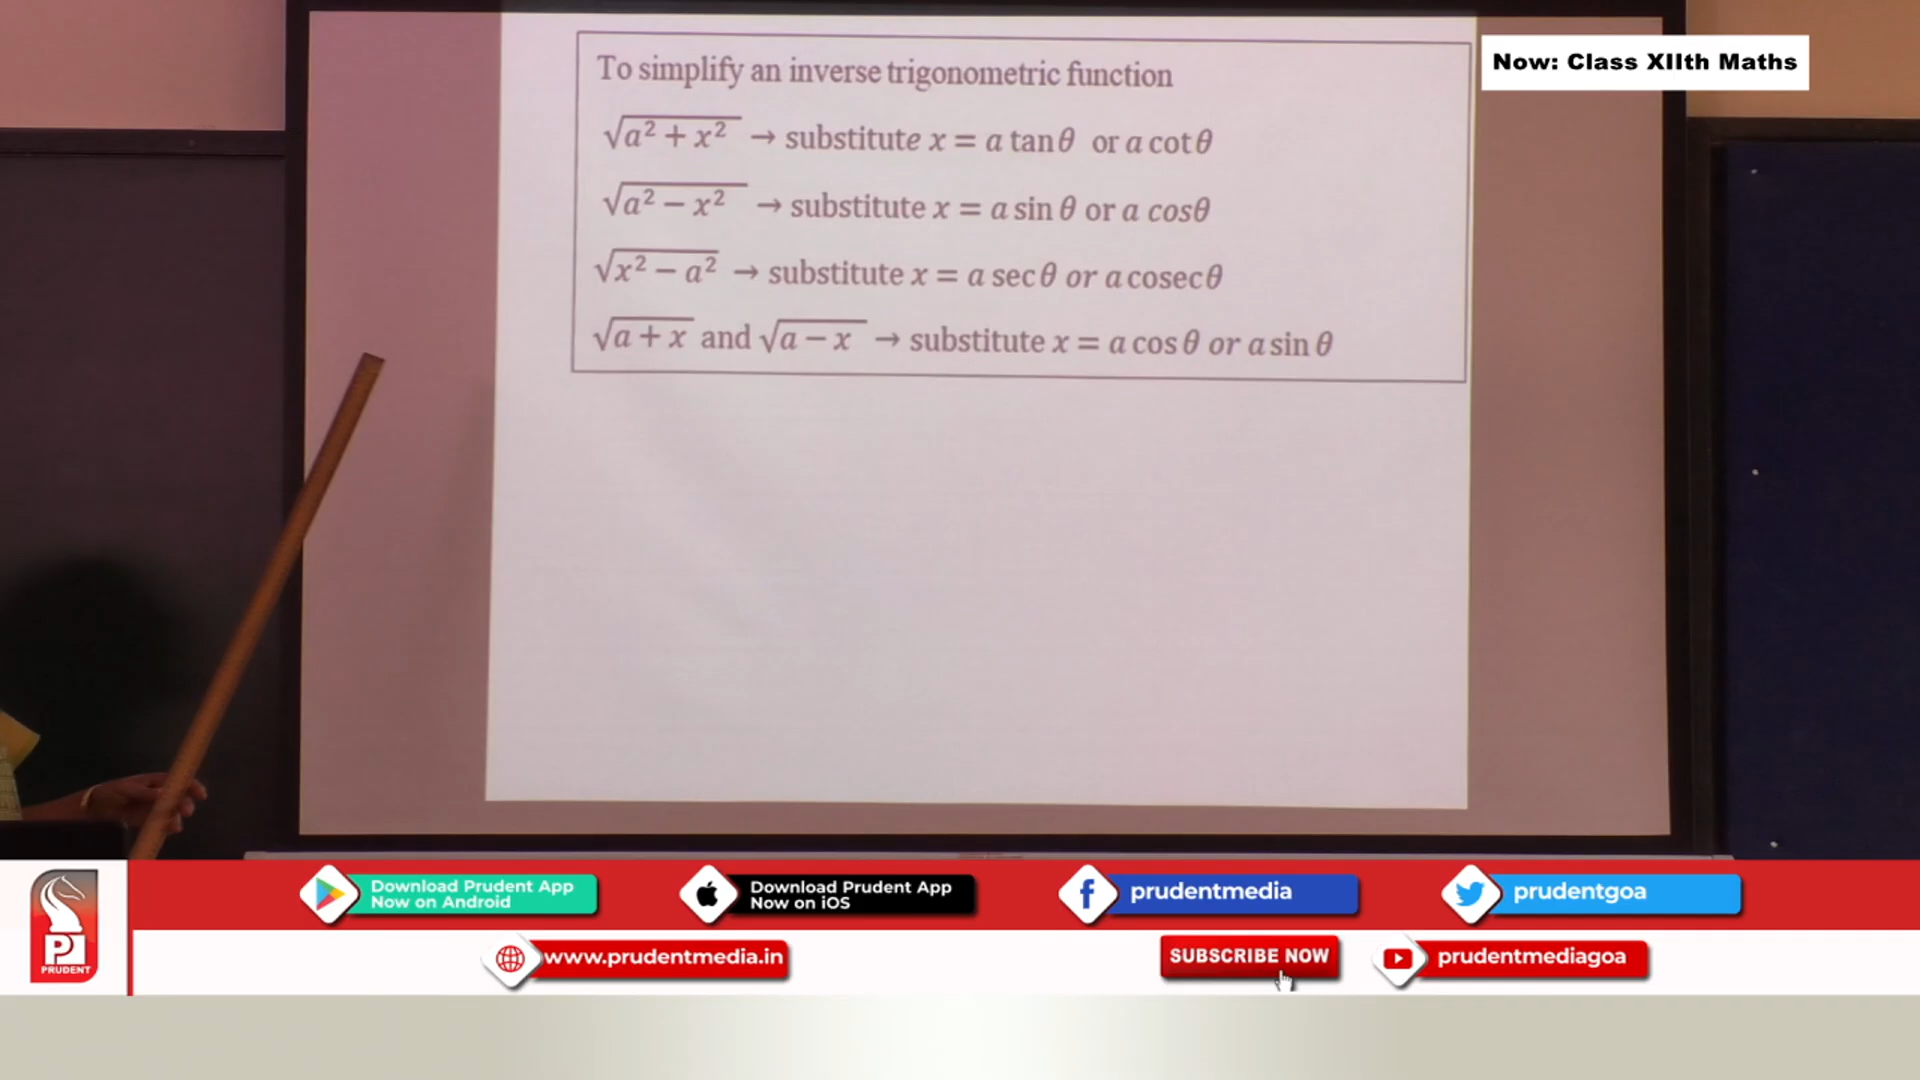 Now: Class XIIth Maths
To simplify an inverse trigonometric function
√a² + x² → substitute x = a tanθ or a cotθ
√a² − x² → substitute x = a sin θ or a cosθ
√x² − a² → substitute x = a secθ or a cosecθ
√a + x and √a − x → substitute x = a cos θ or a sin θ
Download Prudent App
Now on Android
Download Prudent App
Now on iOS
prudentmedia
prudentgoa
PRUDENT
www.prudentmedia.in
SUBSCRIBE NOW
prudentmediagoa